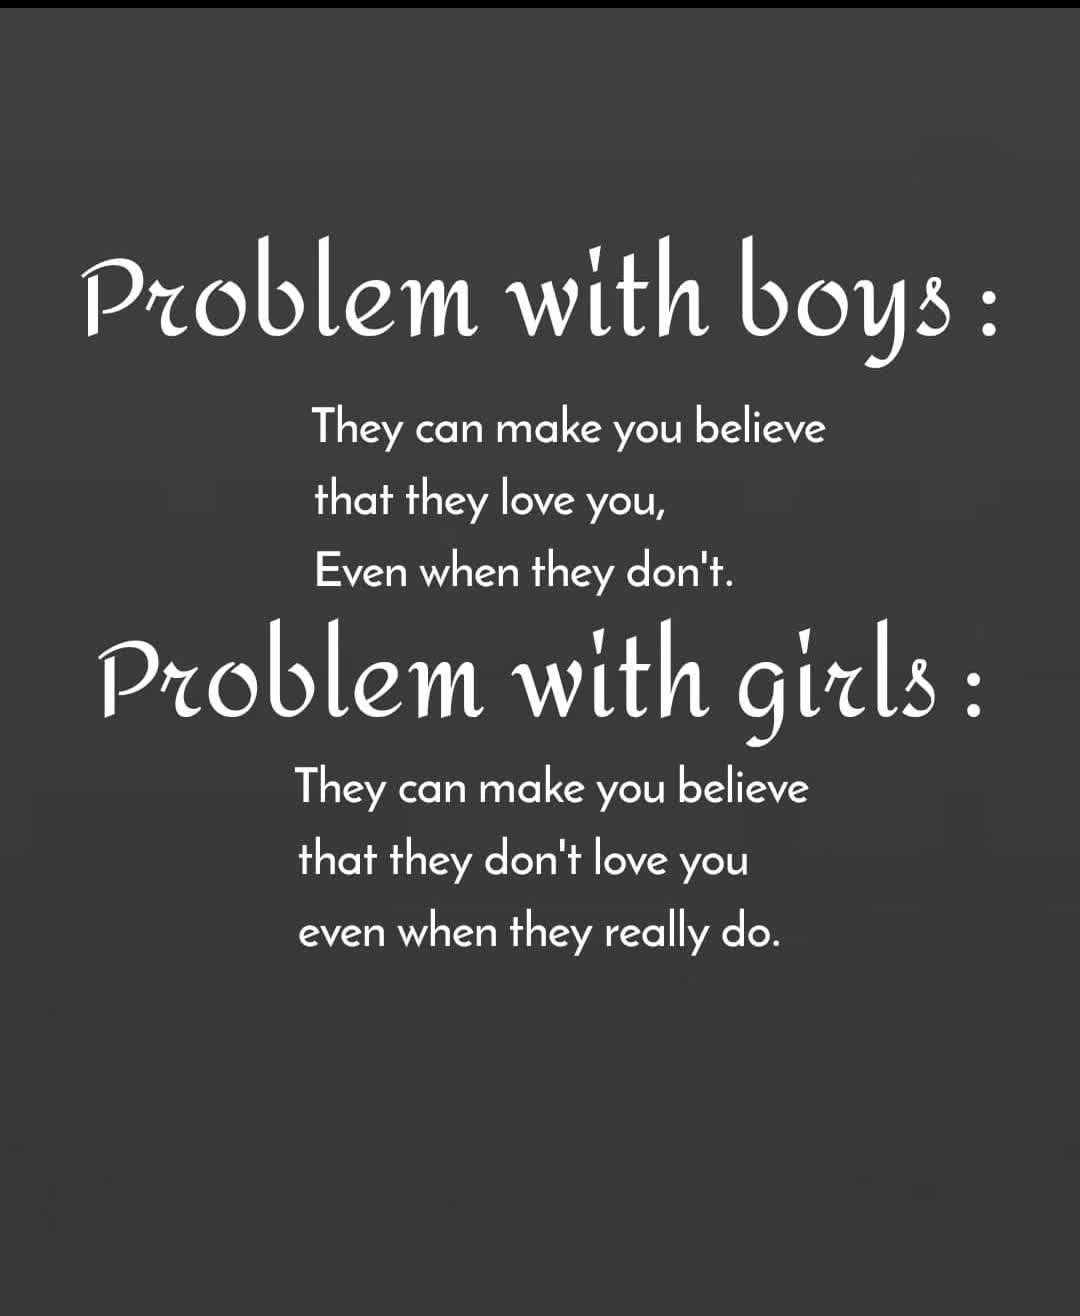 Problem with boys :
They can make you believe
that they love you,
Even when they don't.
Problem with girls :
They can make you believe
that they don't love you
even when they really do.